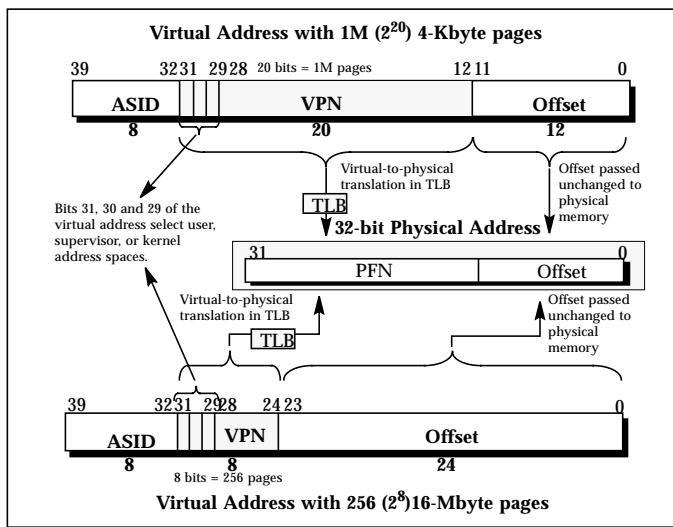 Virtual Address with 1M (2²⁰) 4-Kbyte pages
39 32 31 29 28 20 bits = 1M pages 12 11 0
ASID VPN Offset
8 20 12
Virtual-to-physical
translation in TLB
Offset passed
unchanged to
physical
memory
TLB
Bits 31, 30 and 29 of the
virtual address select user,
supervisor, or kernel
address spaces.
32-bit Physical Address
31 0
PFN Offset
Virtual-to-physical
translation in TLB
TLB
Offset passed
unchanged to
physical
memory
39 32 31 29 28 24 23 0
ASID VPN Offset
8 8 24
8 bits = 256 pages
Virtual Address with 256 (2⁸)16-Mbyte pages